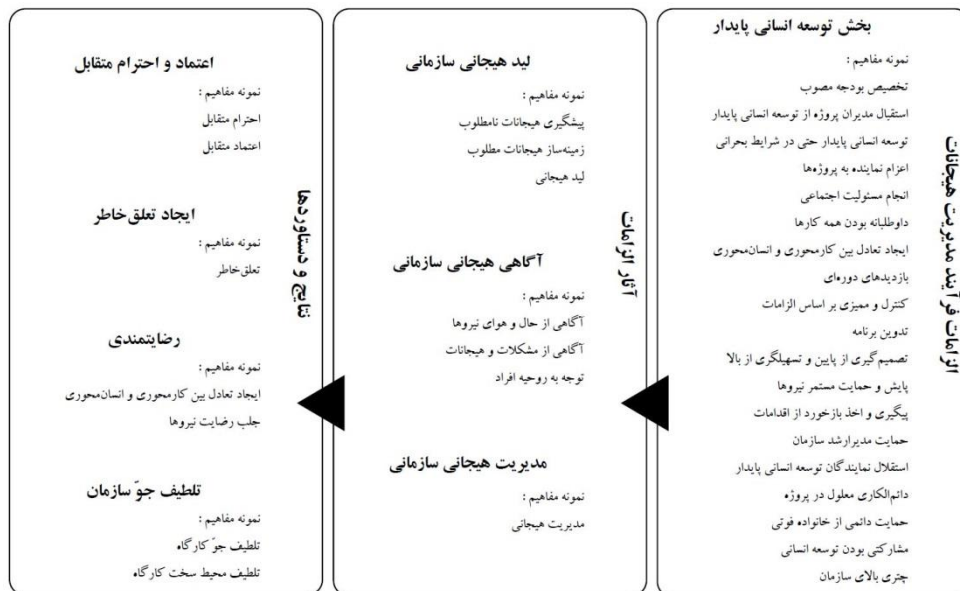 الزامات فرآیند مدیریت هیجانات
بخش توسعه انسانی پایدار
نمونه مفاهیم :
تخصیص بودجه مصوب
استقبال مدیران پروژه از توسعه انسانی پایدار
توسعه انسانی پایدار حتی در شرایط بحرانی
اعزام نماینده به پروژه‌ها
انجام مسئولیت اجتماعی
داوطلبانه بودن همه کارها
ایجاد تعادل بین کارمحوری و انسان‌محوری
بازدیدهای دوره‌ای
کنترل و ممیزی بر اساس الزامات
تدوین برنامه
تصمیم‌گیری از پایین و تسهیلگری از بالا
پایش و حمایت مستمر نیروها
پیگیری و اخذ بازخورد از اقدامات
حمایت مدیرارشد سازمان
استقلال نمایندگان توسعه انسانی پایدار
دائم‌الکاری معلول در پروژه
حمایت دائمی از خانواده فوتی
مشارکتی بودن توسعه انسانی
چتری بالای سازمان
آثار الزامات
لید هیجانی سازمانی
نمونه مفاهیم :
پیشگیری هیجانات نامطلوب
زمینه‌ساز هیجانات مطلوب
لید هیجانی
آگاهی هیجانی سازمانی
نمونه مفاهیم :
آگاهی از حال و هوای نیروها
آگاهی از مشکلات و هیجانات
توجه به روحیه افراد
مدیریت هیجانی سازمانی
نمونه مفاهیم :
مدیریت هیجانی
نتایج و دستاوردها
اعتماد و احترام متقابل
نمونه مفاهیم :
احترام متقابل
اعتماد متقابل
ایجاد تعلق‌خاطر
نمونه مفاهیم :
تعلق‌خاطر
رضایتمندی
نمونه مفاهیم :
ایجاد تعادل بین کارمحوری و انسان‌محوری
جلب رضایت نیروها
تلطیف جوّ سازمان
نمونه مفاهیم :
تلطیف جوّ کارگاه
تلطیف محیط سخت کارگاه